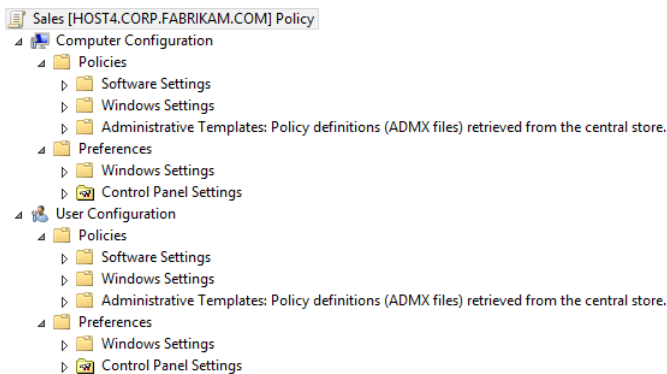 Sales [HOST4.CORP.FABRIKAM.COM] Policy
Computer Configuration
Policies
Software Settings
Windows Settings
Administrative Templates: Policy definitions (ADMX files) retrieved from the central store.
Preferences
Windows Settings
Control Panel Settings
User Configuration
Policies
Software Settings
Windows Settings
Administrative Templates: Policy definitions (ADMX files) retrieved from the central store.
Preferences
Windows Settings
Control Panel Settings